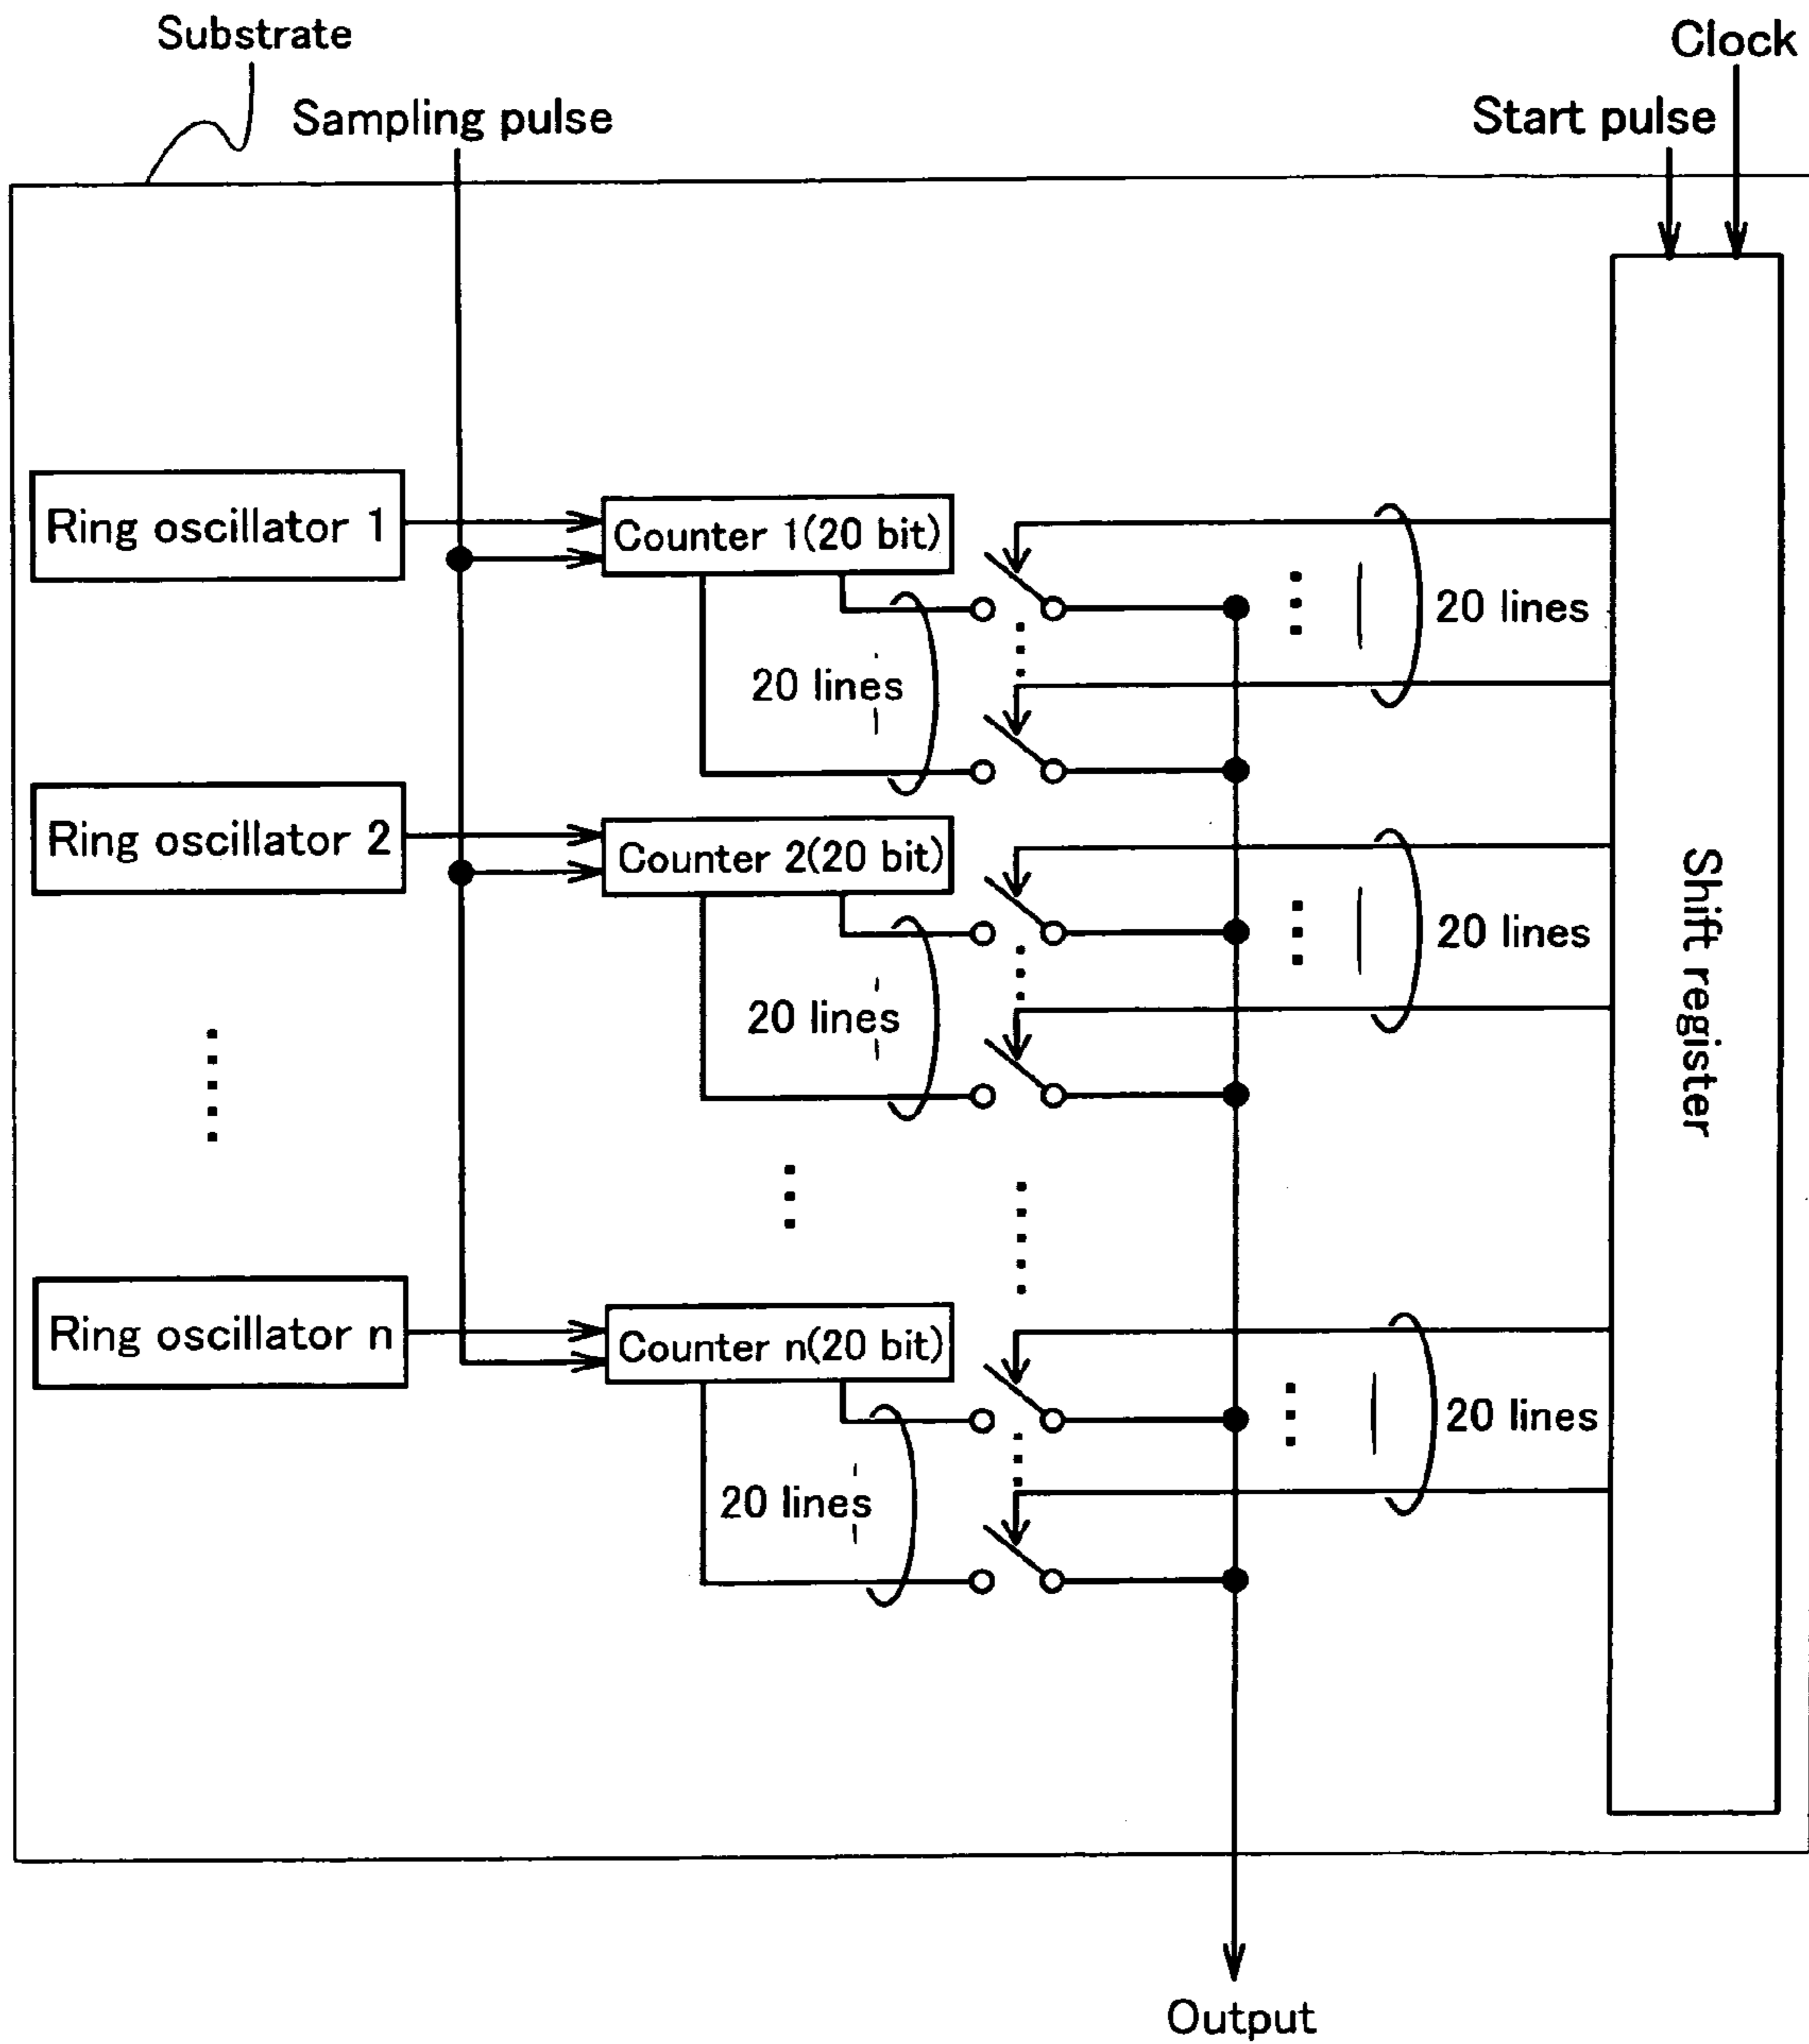 Substrate
Clock
Sampling pulse
Start pulse
Ring oscillator 1
Counter 1(20 bit)
20 lines
20 lines
Ring oscillator 2
Counter 2(20 bit)
20 lines
20 lines
Shift register
Ring oscillator n
Counter n(20 bit)
20 lines
20 lines
Output